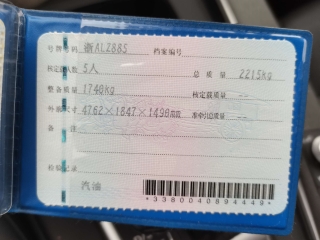 号牌号码 浙AL2885 档案编号
核定载人数 5人 总质量 2215kg
整备质量 1740kg 核定载质量 --
外廓尺寸 4762×1847×1498mm 准牵引总质量 --
备注
检验记录
汽油
*3380040894449*